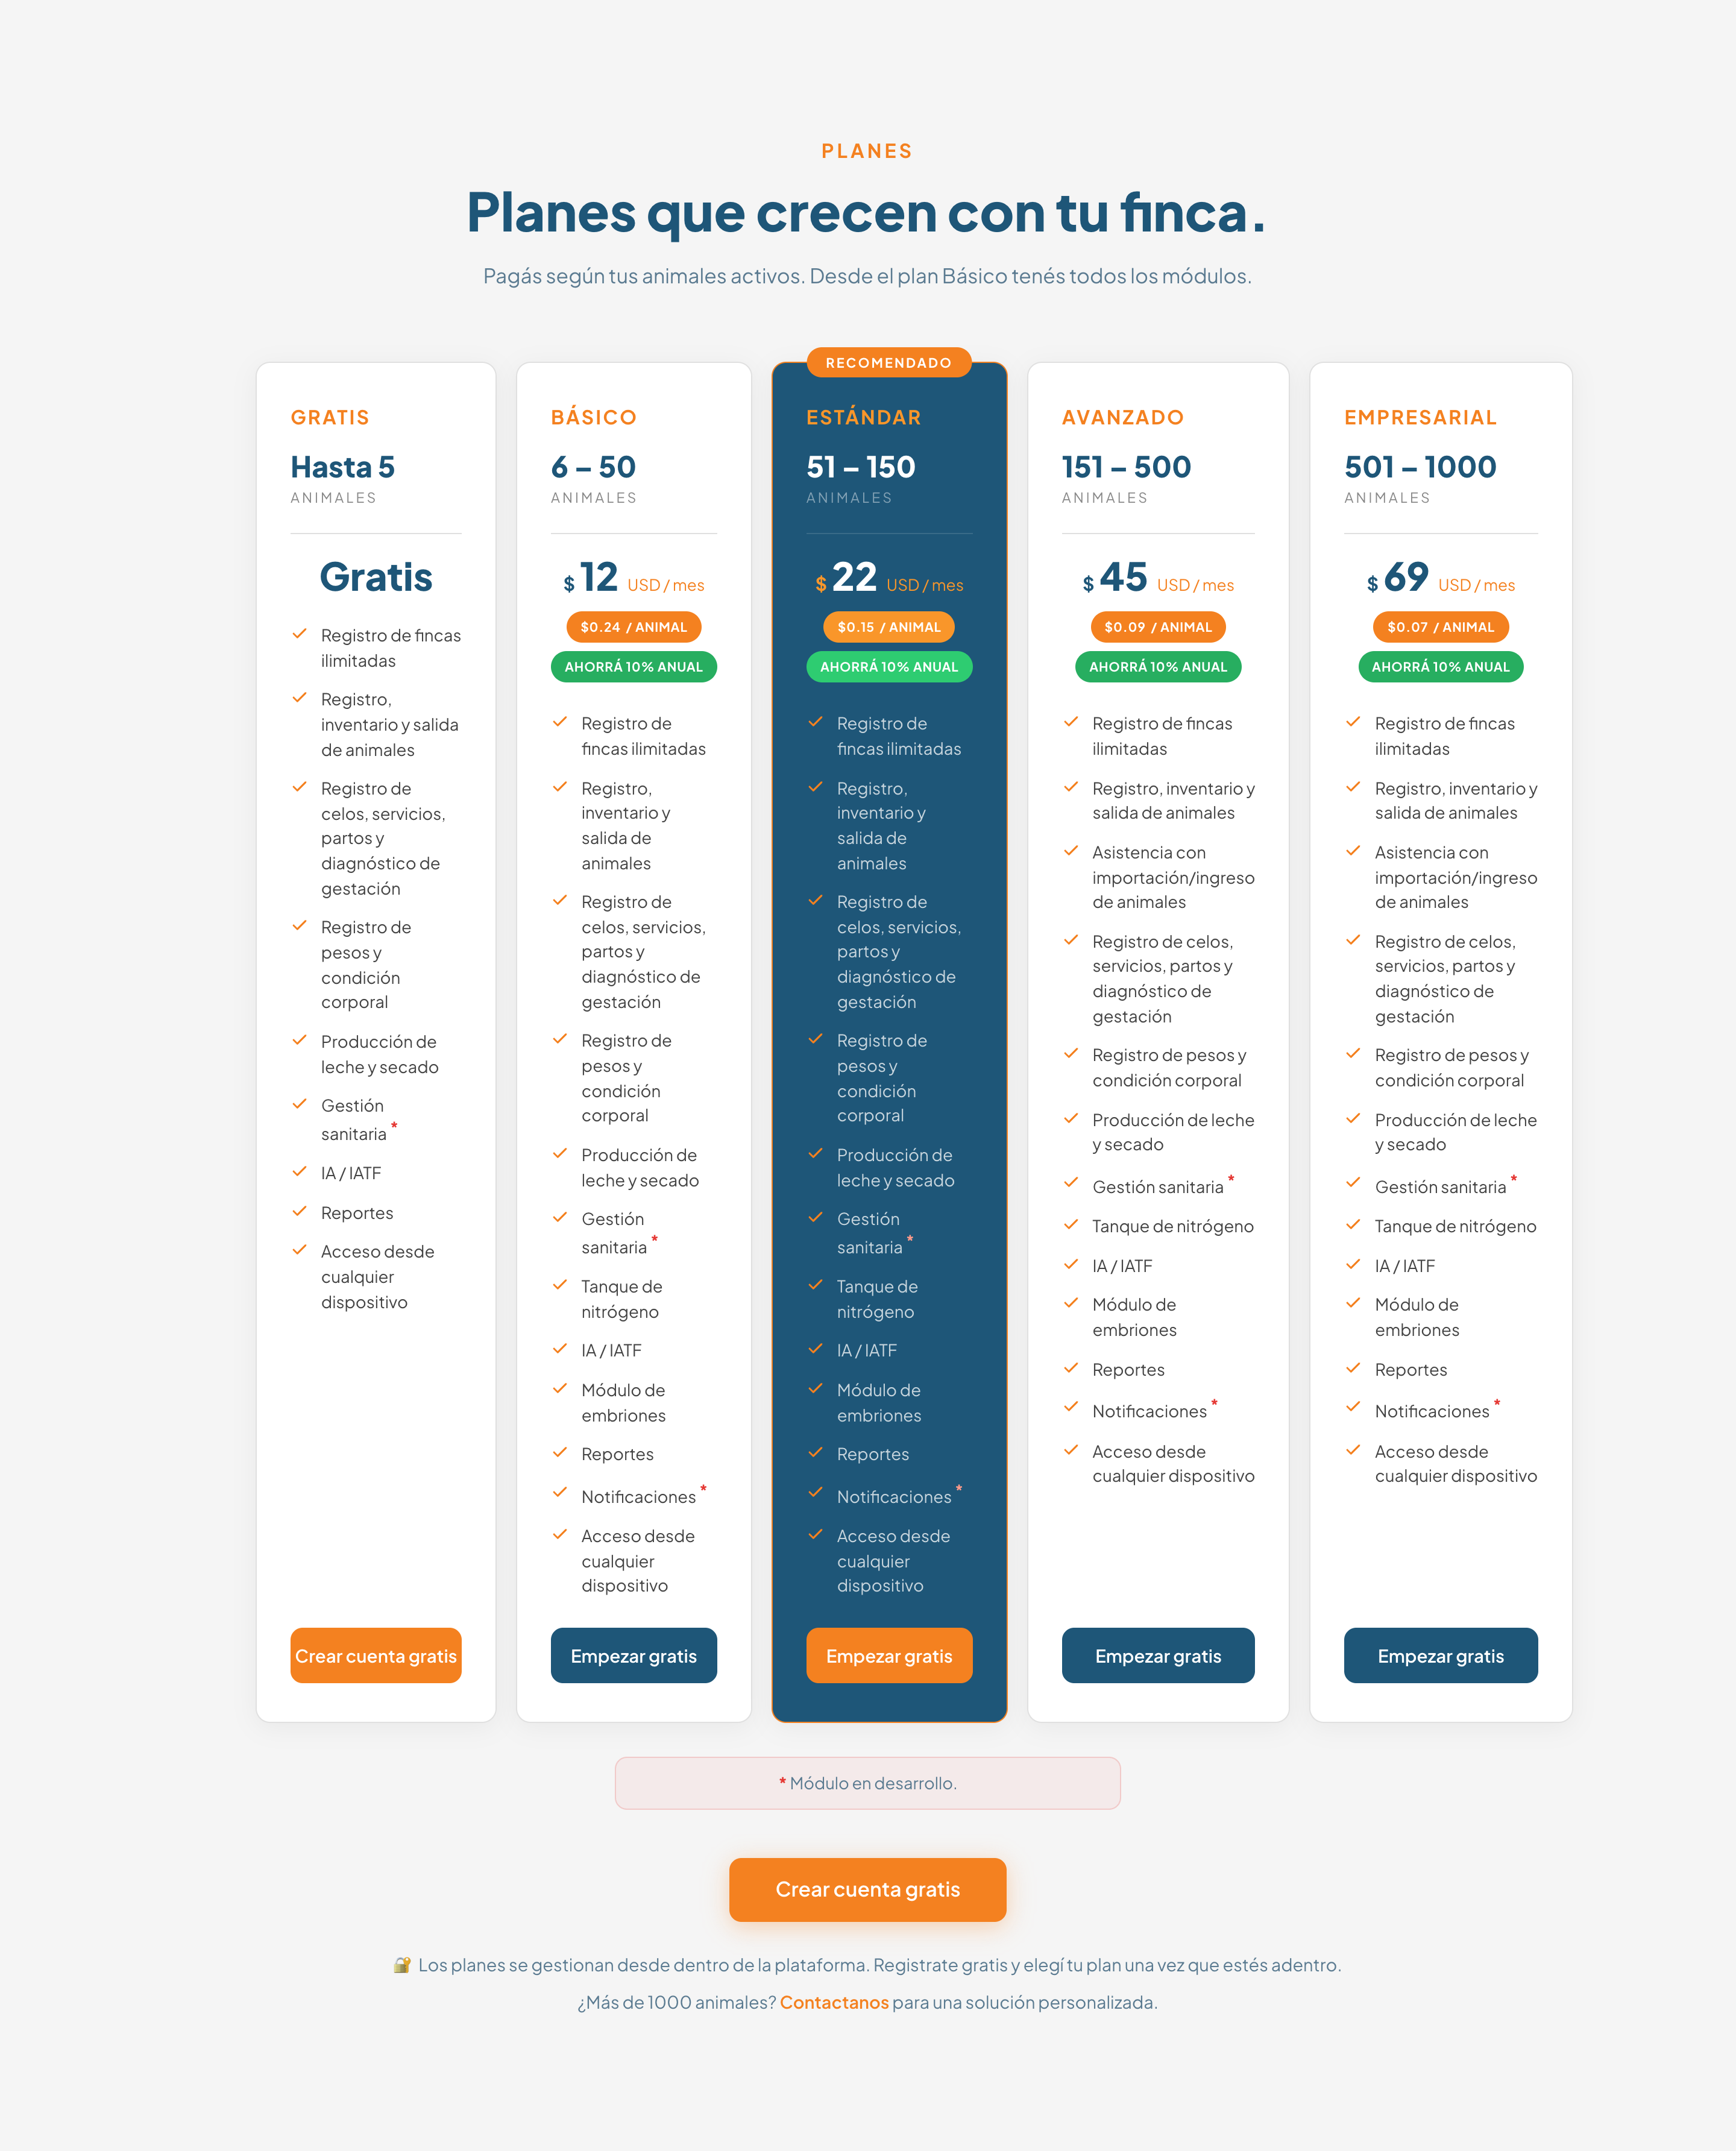 PLANES
Planes que crecen con tu finca.
Pagás según tus animales activos. Desde el plan Básico tenés todos los módulos.
GRATIS
Hasta 5
ANIMALES
Gratis
Registro de fincas
ilimitadas
Registro,
inventario y salida
de animales
Registro de
celos, servicios,
partos y
diagnóstico de
gestación
Registro de
pesos y
condición
corporal
Producción de
leche y secado
Gestión
sanitaria *
IA / IATF
Reportes
Acceso desde
cualquier
dispositivo
Crear cuenta gratis
BÁSICO
6 – 50
ANIMALES
$ 12 USD / mes
$0.24 / ANIMAL
AHORRÁ 10% ANUAL
Registro de
fincas ilimitadas
Registro,
inventario y
salida de
animales
Registro de
celos, servicios,
partos y
diagnóstico de
gestación
Registro de
pesos y
condición
corporal
Producción de
leche y secado
Gestión
sanitaria *
Tanque de
nitrógeno
IA / IATF
Módulo de
embriones
Reportes
Notificaciones *
Acceso desde
cualquier
dispositivo
Empezar gratis
RECOMENDADO
ESTÁNDAR
51 – 150
ANIMALES
$ 22 USD / mes
$0.15 / ANIMAL
AHORRÁ 10% ANUAL
Registro de
fincas ilimitadas
Registro,
inventario y
salida de
animales
Registro de
celos, servicios,
partos y
diagnóstico de
gestación
Registro de
pesos y
condición
corporal
Producción de
leche y secado
Gestión
sanitaria *
Tanque de
nitrógeno
IA / IATF
Módulo de
embriones
Reportes
Notificaciones *
Acceso desde
cualquier
dispositivo
Empezar gratis
AVANZADO
151 – 500
ANIMALES
$ 45 USD / mes
$0.09 / ANIMAL
AHORRÁ 10% ANUAL
Registro de fincas
ilimitadas
Registro, inventario y
salida de animales
Asistencia con
importación/ingreso
de animales
Registro de celos,
servicios, partos y
diagnóstico de
gestación
Registro de pesos y
condición corporal
Producción de leche
y secado
Gestión sanitaria *
Tanque de nitrógeno
IA / IATF
Módulo de
embriones
Reportes
Notificaciones *
Acceso desde
cualquier dispositivo
Empezar gratis
EMPRESARIAL
501 – 1000
ANIMALES
$ 69 USD / mes
$0.07 / ANIMAL
AHORRÁ 10% ANUAL
Registro de fincas
ilimitadas
Registro, inventario y
salida de animales
Asistencia con
importación/ingreso
de animales
Registro de celos,
servicios, partos y
diagnóstico de
gestación
Registro de pesos y
condición corporal
Producción de leche
y secado
Gestión sanitaria *
Tanque de nitrógeno
IA / IATF
Módulo de
embriones
Reportes
Notificaciones *
Acceso desde
cualquier dispositivo
Empezar gratis
* Módulo en desarrollo.
Crear cuenta gratis
🔐 Los planes se gestionan desde dentro de la plataforma. Registrate gratis y elegí tu plan una vez que estés adentro.
¿Más de 1000 animales? Contactanos para una solución personalizada.